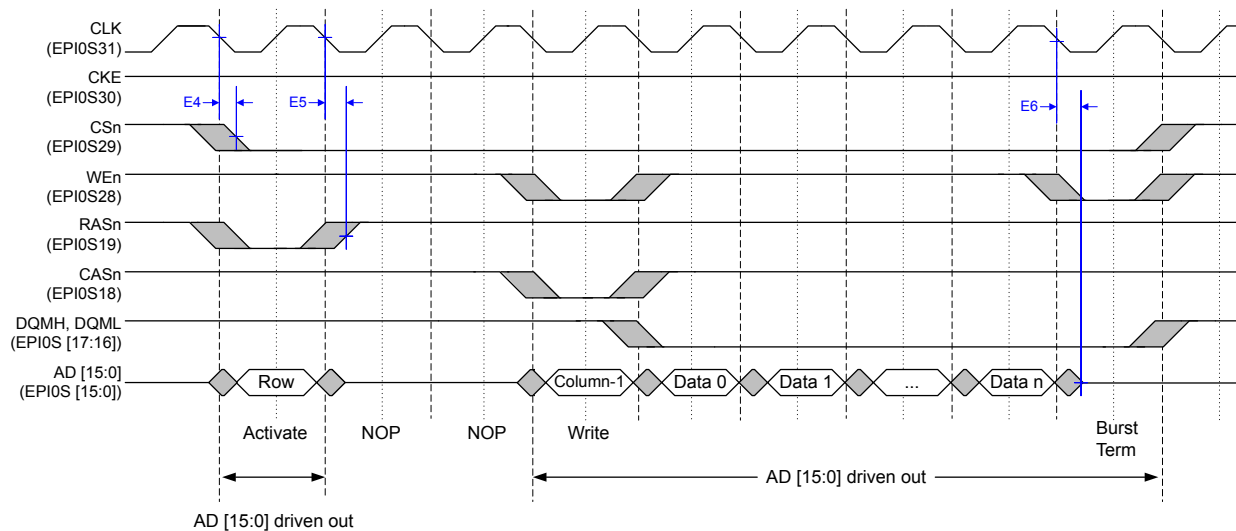 CLK
(EPI0S31)
CKE
(EPI0S30)
E4
E5
E6
CSn
(EPI0S29)
WEn
(EPI0S28)
RASn
(EPI0S19)
CASn
(EPI0S18)
DQMH, DQML
(EPI0S [17:16])
AD [15:0]
(EPI0S [15:0])
Row
Column-1
Data 0
Data 1
...
Data n
Activate
NOP
NOP
Write
Burst
Term
AD [15:0] driven out
AD [15:0] driven out